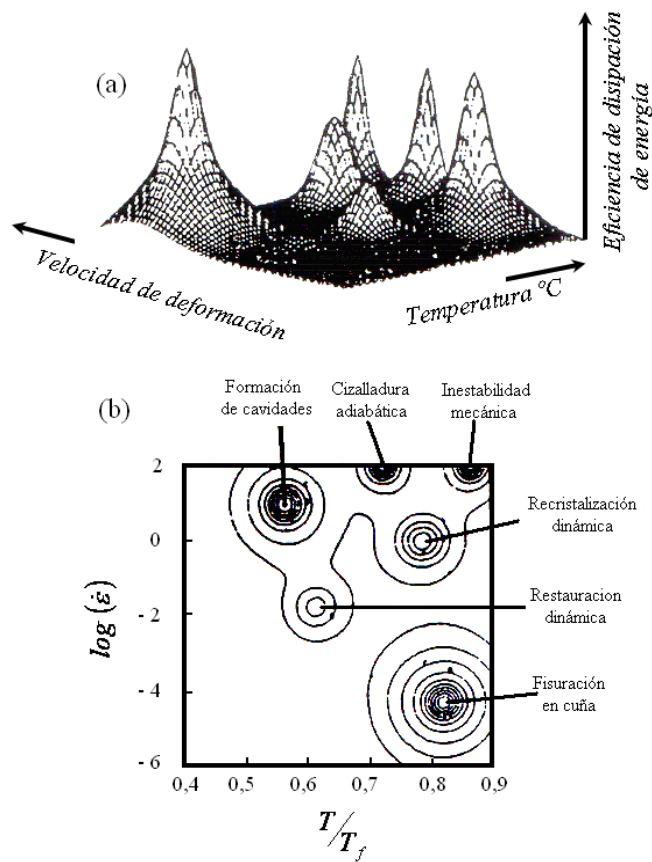 (a)
Eficiencia de disipación
de energía
Velocidad de deformación
Temperatura ºC
(b)
Formación
de cavidades
Cizalladura
adiabática
Inestabilidad
mecánica
Recristalización
dinámica
Restauracion
dinámica
Fisuración
en cuña
log (ε̇)
2
0
- 2
- 4
- 6
0,4
0,5
0,6
0,7
0,8
0,9
T/T_f